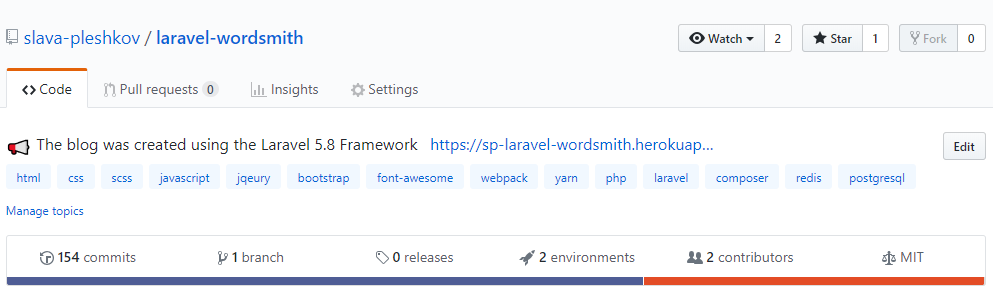 slava-pleshkov / laravel-wordsmith Watch 2 Star 1 Fork 0
Code Pull requests 0 Insights Settings
The blog was created using the Laravel 5.8 Framework https://sp-laravel-wordsmith.herokuap... Edit
html css scss javascript jqeury bootstrap font-awesome webpack yarn php laravel composer redis postgresql
Manage topics
154 commits 1 branch 0 releases 2 environments 2 contributors MIT